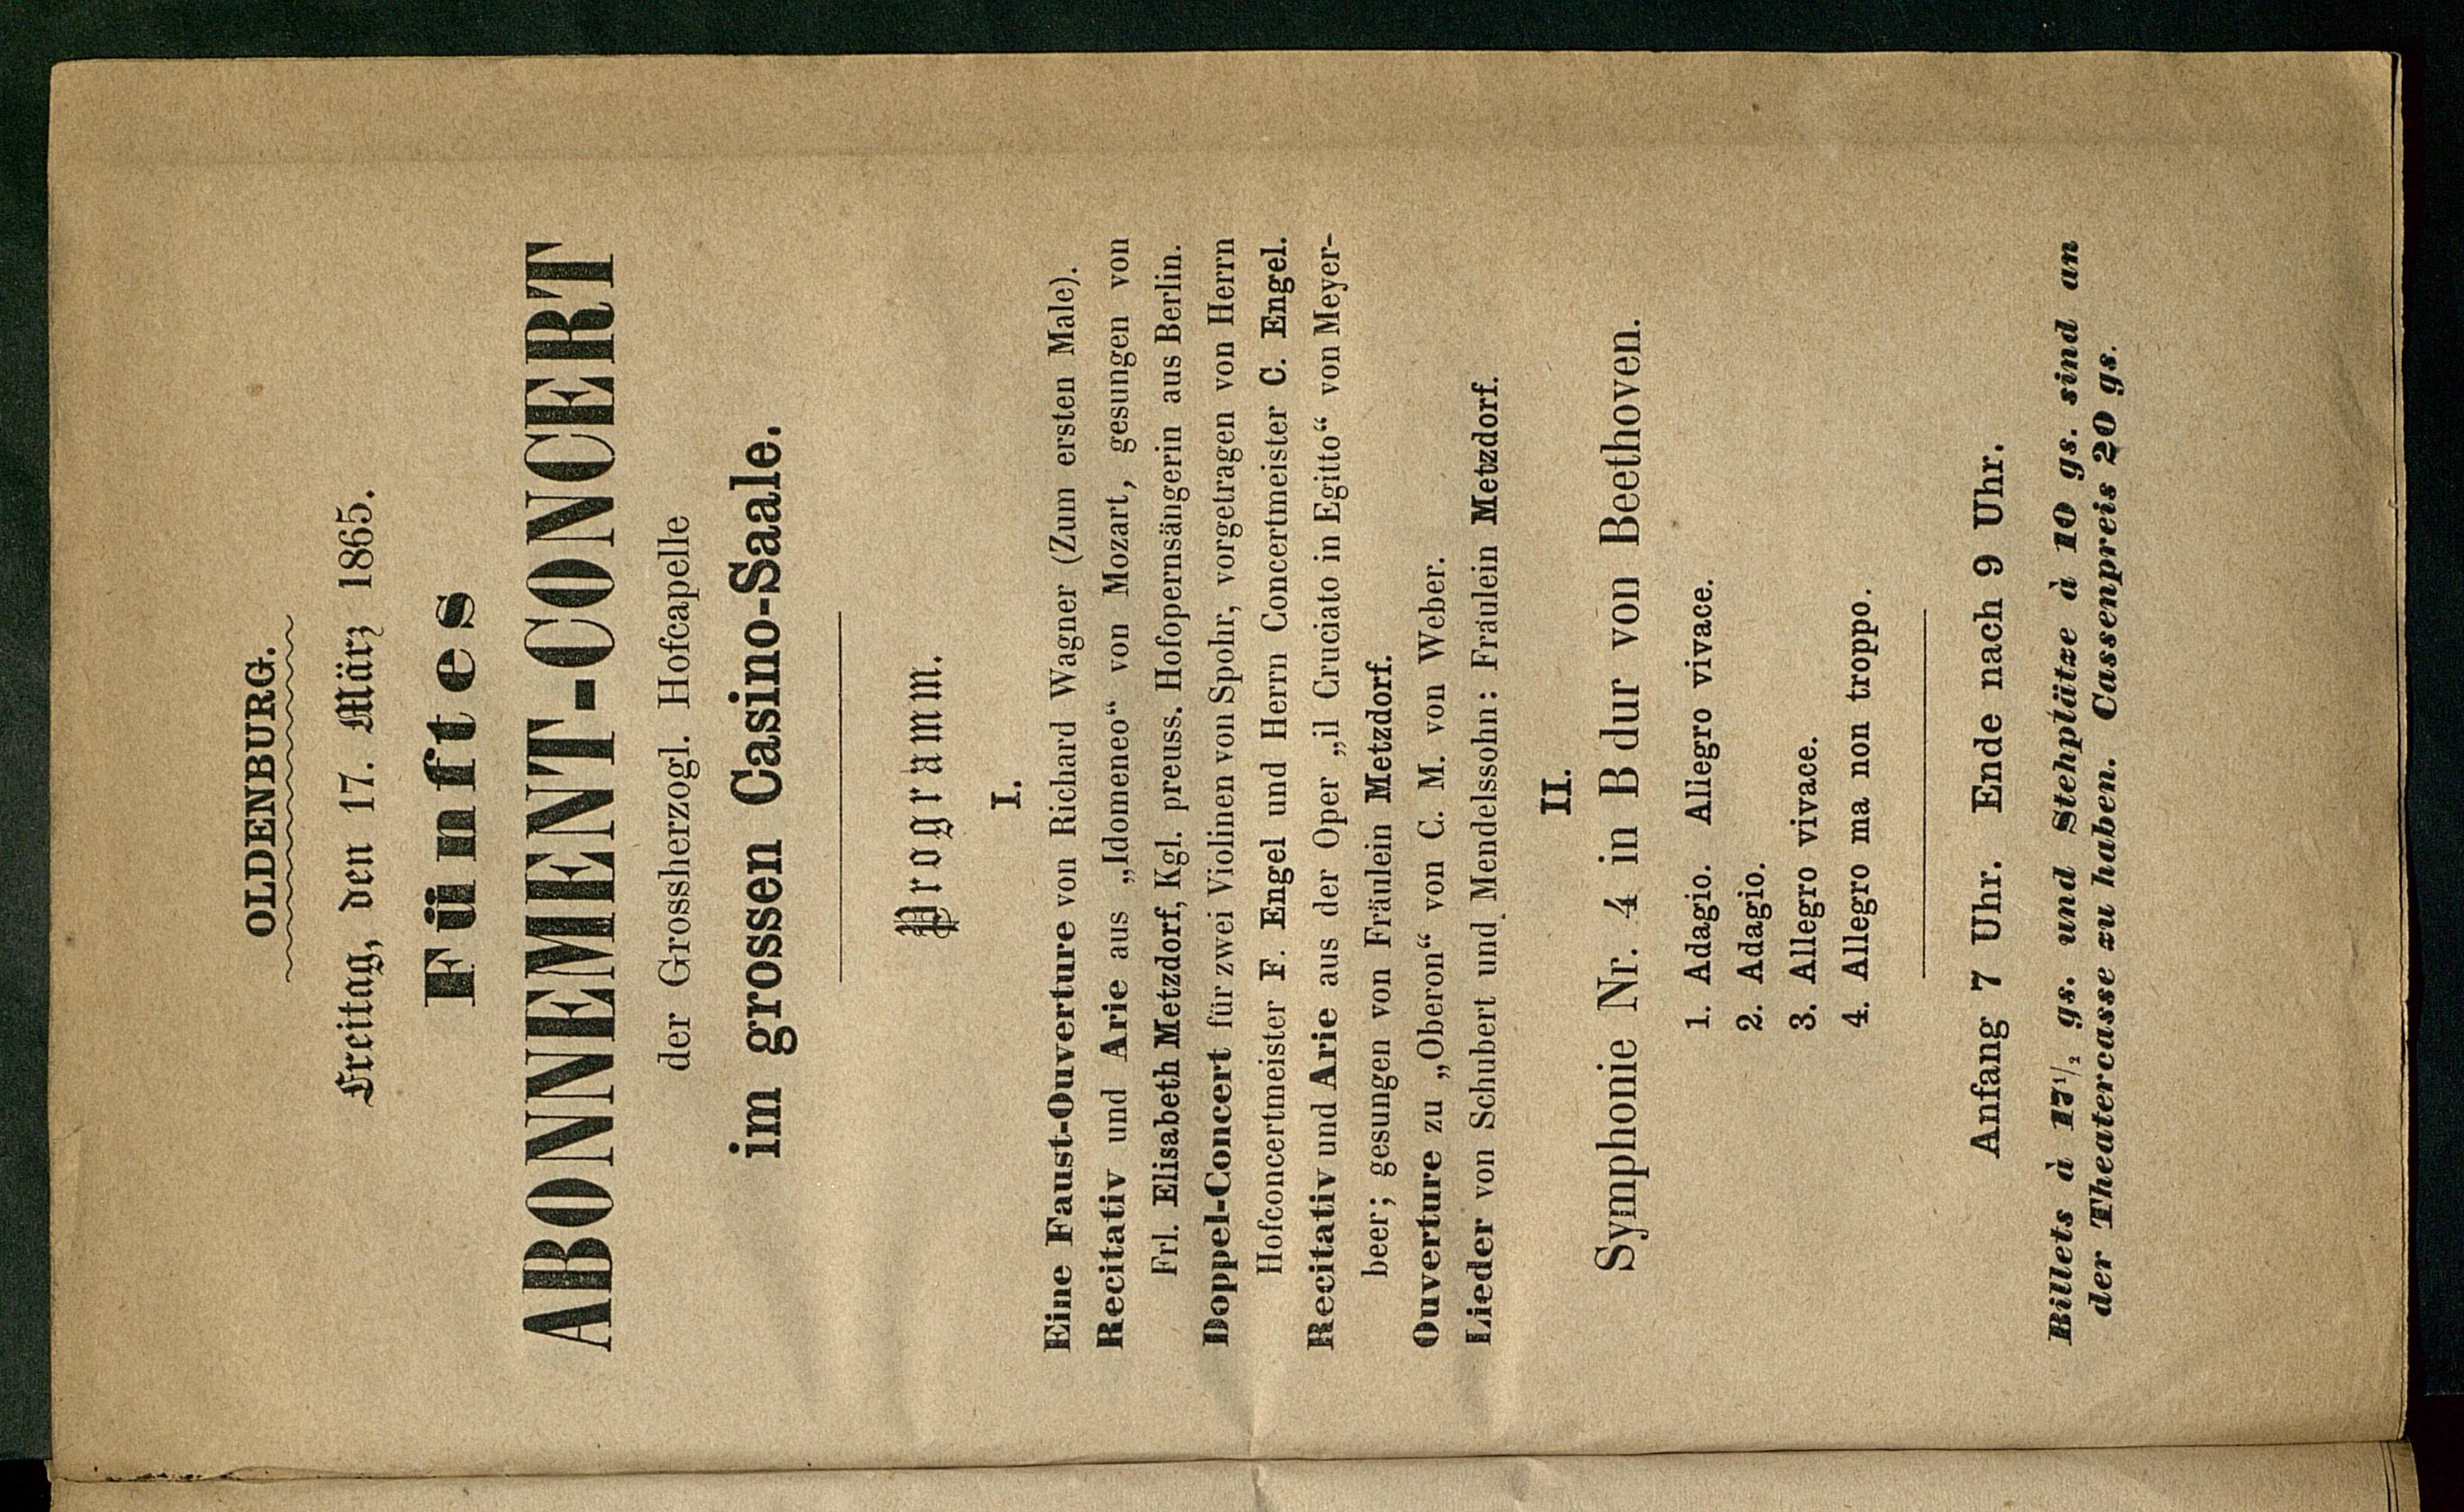 OLDENBURG.
Freitag, den 17. März 1865.
Fünftes
ABONNEMENT-CONCERT
der Grossherzogl. Hofcapelle
im grossen Casino-Saale.
Programm.
I.
Eine Faust-Ouverture von Richard Wagner (Zum ersten Male).
Recitativ und Arie aus „Idomeneo“ von Mozart, gesungen von
Frl. Elisabeth Metzdorf, Kgl. preuss. Hofopernsängerin aus Berlin.
Doppel-Concert für zwei Violinen von Spohr, vorgetragen von Herrn
Hofconcertmeister F. Engel und Herrn Concertmeister C. Engel.
Recitativ und Arie aus der Oper „il Cruciato in Egitto“ von Meyer-
beer; gesungen von Fräulein Metzdorf.
Ouverture zu „Oberon“ von C. M. von Weber.
Lieder von Schubert und Mendelssohn: Fräulein Metzdorf.
II.
Symphonie Nr. 4 in B dur von Beethoven.
1. Adagio. Allegro vivace.
2. Adagio.
3. Allegro vivace.
4. Allegro ma non troppo.
Anfang 7 Uhr. Ende nach 9 Uhr.
Billets à 17½ gs. und Stehplätze à 10 gs. sind an
der Theatercasse zu haben. Cassenpreis 20 gs.